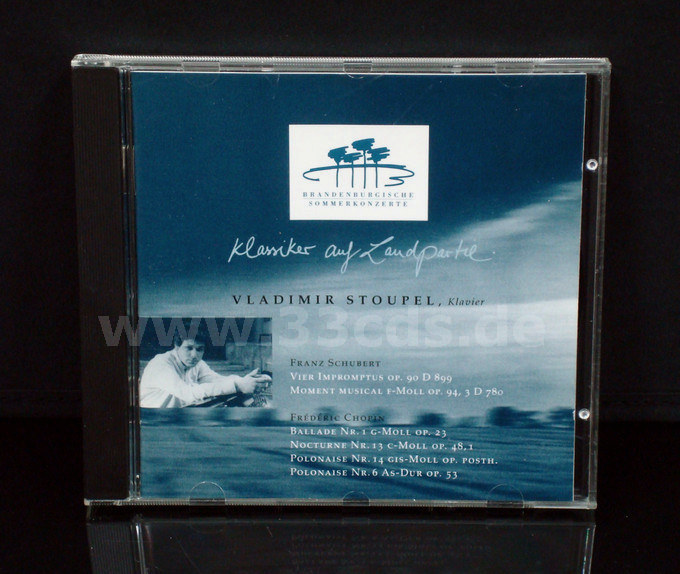 BRANDENBURGISCHE
SOMMERKONZERTE
Klassiker auf Landpartie.
VLADIMIR STOUPEL, Klavier
www.33cds.de
FRANZ SCHUBERT
VIER IMPROMPTUS OP. 90 D 899
MOMENT MUSICAL F-MOLL OP. 94, 3 D 780
FRÉDÉRIC CHOPIN
BALLADE NR. 1 G-MOLL OP. 23
NOCTURNE NR. 13 C-MOLL OP. 48,1
POLONAISE NR. 14 GIS-MOLL OP. POSTH.
POLONAISE NR. 6 AS-DUR OP. 53